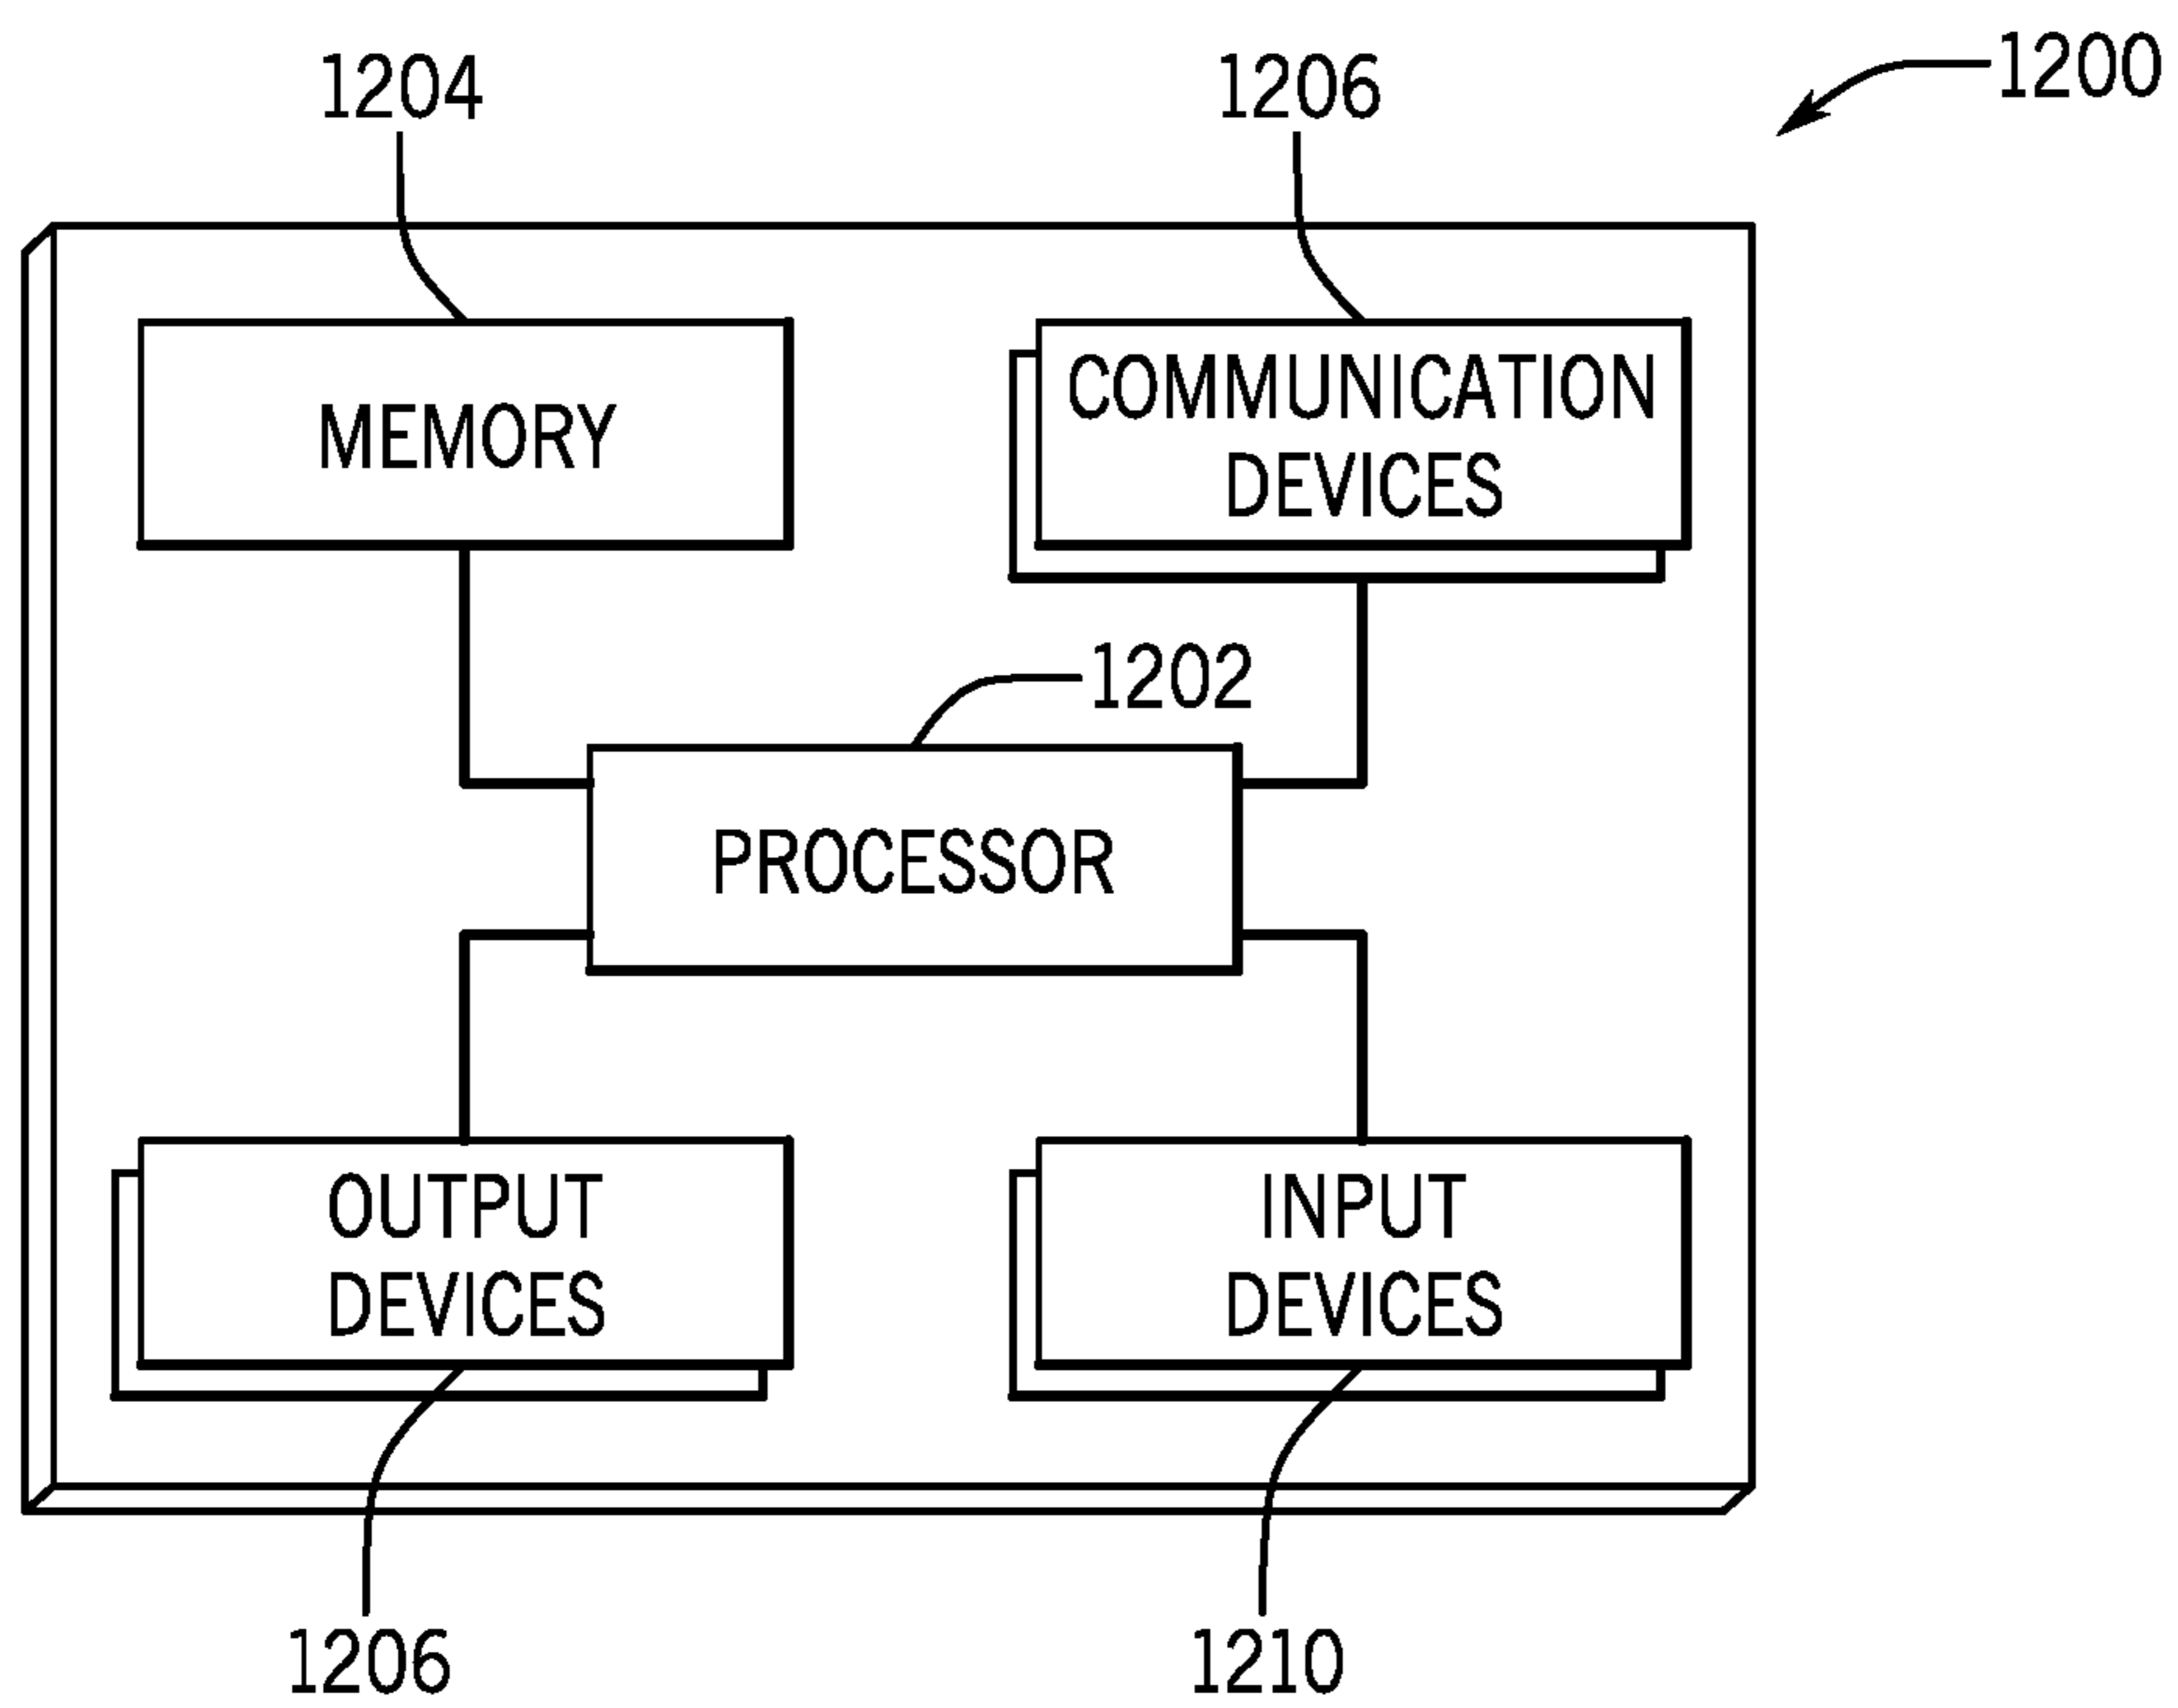 1200
1204
1206
MEMORY
COMMUNICATION
DEVICES
1202
PROCESSOR
OUTPUT
DEVICES
INPUT
DEVICES
1206
1210